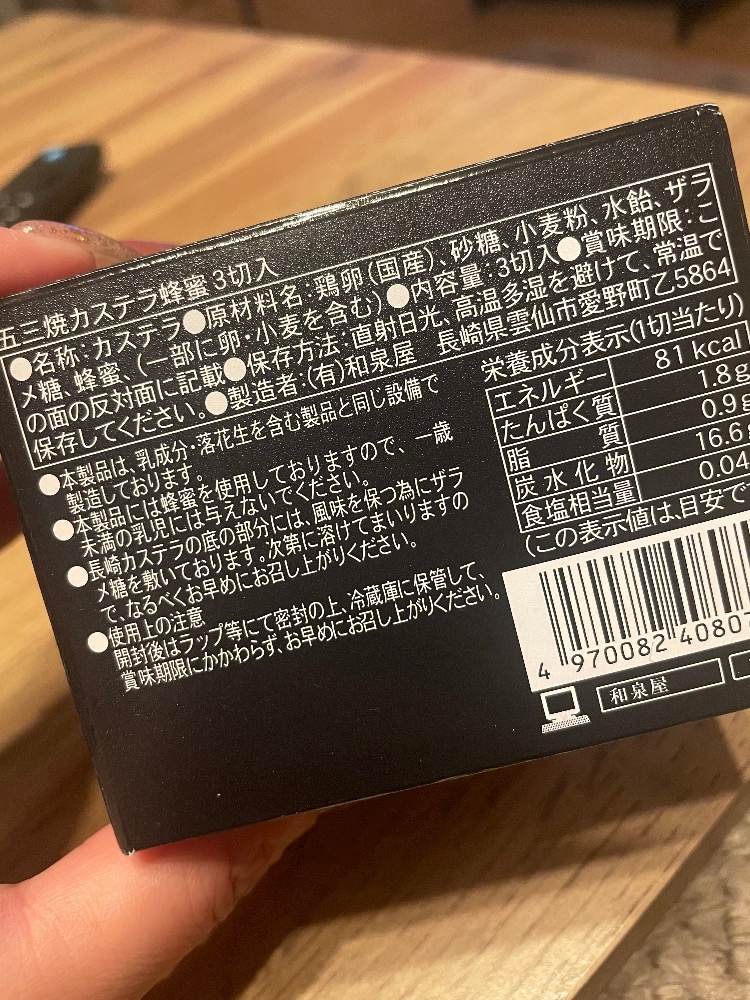 五三焼カステラ蜂蜜3切入
●名称：カステラ●原材料名：鶏卵（国産）、砂糖、小麦粉、水飴、ザラ
メ糖、蜂蜜、（一部に卵・小麦を含む）●内容量：3切入●賞味期限：こ
の面の反対面に記載●保存方法：直射日光、高温多湿を避けて、常温で
保存してください。●製造者：（有）和泉屋　長崎県雲仙市愛野町乙5864
●本製品は、乳成分・落花生を含む製品と同じ設備で
製造しております。
●本製品には蜂蜜を使用しておりますので、一歳
未満の乳児には与えないでください。
●長崎カステラの底の部分には、風味を保つ為にザラ
メ糖を敷いております。次第に溶けてまいりますの
で、なるべくお早めにお召し上がりください。
●使用上の注意
開封後はラップ等にて密封の上、冷蔵庫に保管して、
賞味期限にかかわらず、お早めにお召し上がりください。
栄養成分表示（1切当たり）
エネルギー 81 kcal
たんぱく質 1.8g
脂質 0.9g
炭水化物 16.6g
食塩相当量 0.04
（この表示値は、目安で
4 970082 40807
和泉屋